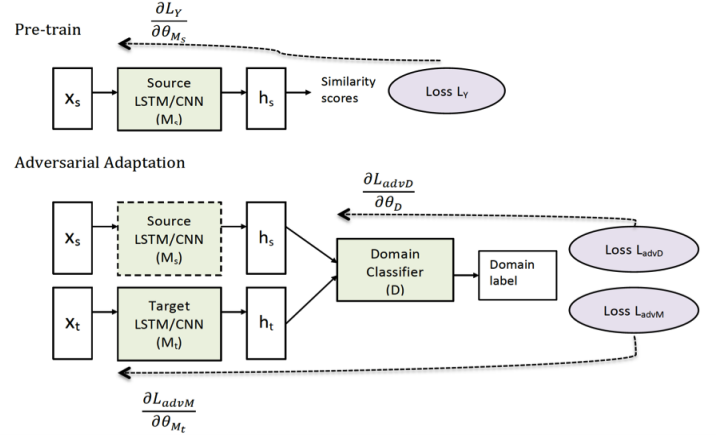 Pre-train
∂L_Y
∂θ_{M_s}
X_s
Source
LSTM/CNN
(M_s)
h_s
Similarity
scores
Loss L_Y
Adversarial Adaptation
∂L_{advD}
∂θ_D
X_s
Source
LSTM/CNN
(M_s)
h_s
Domain
Classifier
(D)
Domain
label
Loss L_{advD}
X_t
Target
LSTM/CNN
(M_t)
h_t
Loss L_{advM}
∂L_{advM}
∂θ_{M_t}